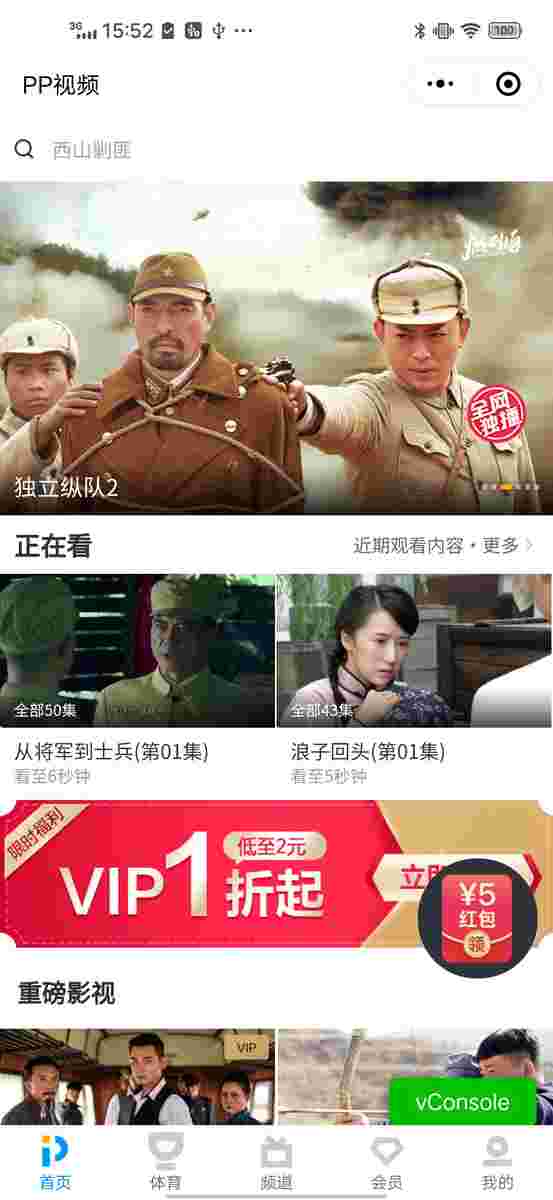 3G 15:52 100
PP视频
西山剿匪
全网
独播
独立纵队2
正在看
近期观看内容·更多
全部50集
全部43集
从将军到士兵(第01集)
浪子回头(第01集)
看至6秒钟
看至5秒钟
限时福利
VIP1折起
低至2元
立即
¥5
红包
领
重磅影视
VIP
vConsole
首页
体育
频道
会员
我的